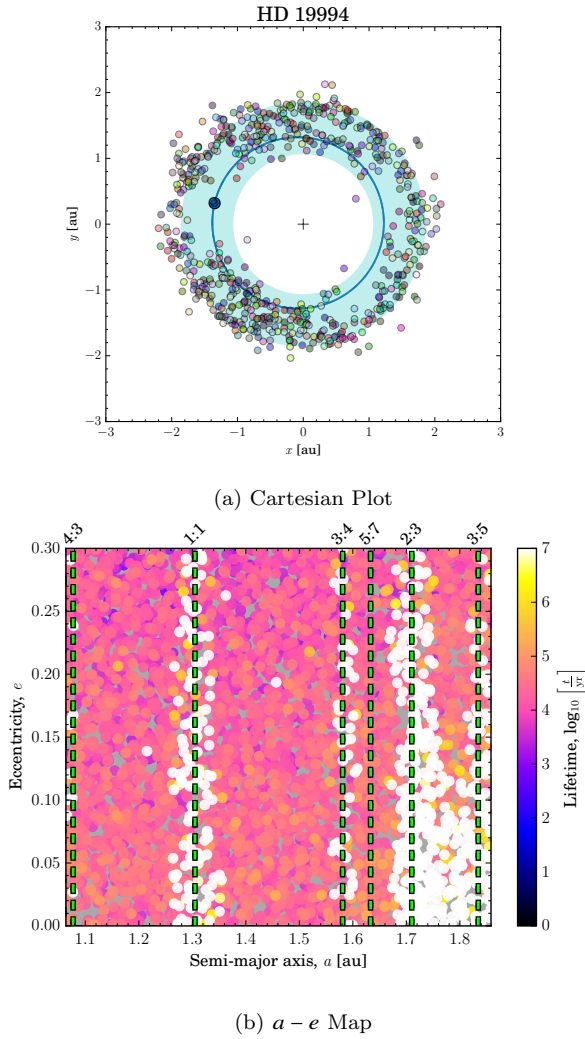 HD 19994
3
2
1
0
−1
−2
−3
y [au]
−3 −2 −1 0 1 2 3
x [au]
(a) Cartesian Plot
4:3 1:1 3:4 5:7 2:3 3:5
0.30
0.25
0.20
0.15
0.10
0.05
0.00
Eccentricity, e
1.1 1.2 1.3 1.4 1.5 1.6 1.7 1.8
Semi-major axis, a [au]
7
6
5
4
3
2
1
0
Lifetime, log₁₀ [t/yr]
(b) a − e Map